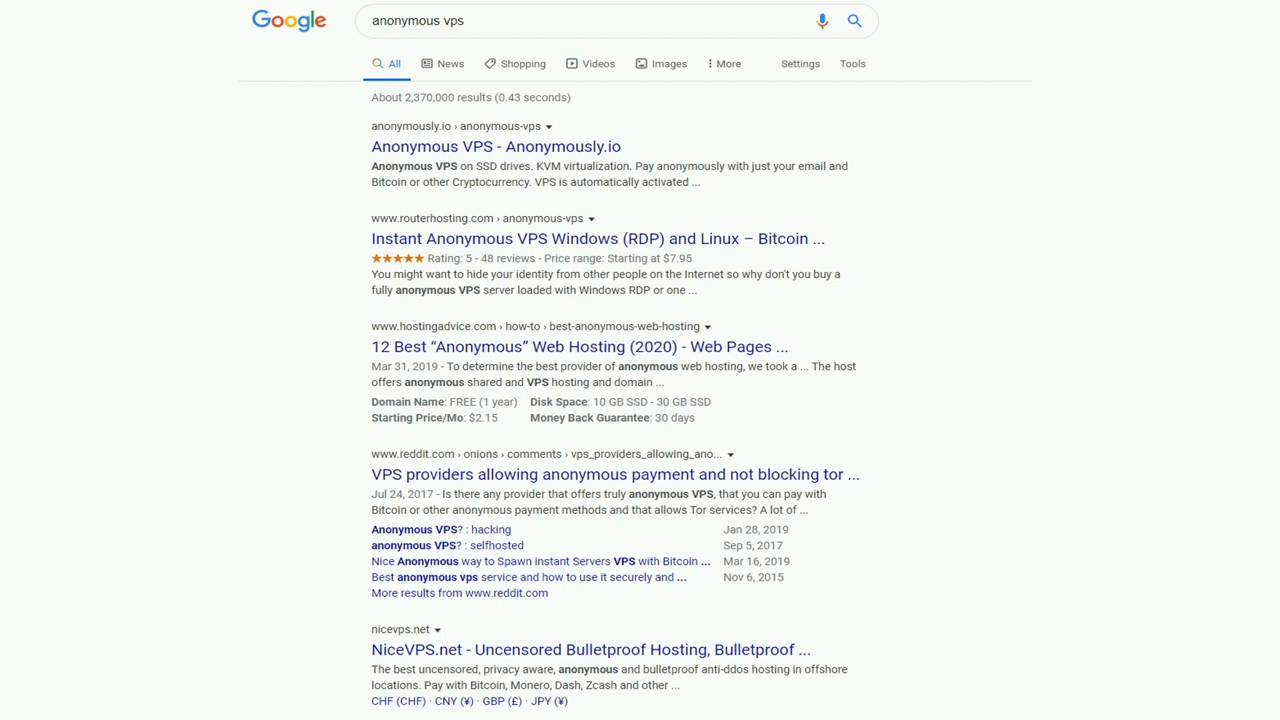 Google
anonymous vps
All News Shopping Videos Images More Settings Tools
About 2,370,000 results (0.43 seconds)
anonymously.io › anonymous-vps
Anonymous VPS - Anonymously.io
Anonymous VPS on SSD drives. KVM virtualization. Pay anonymously with just your email and
Bitcoin or other Cryptocurrency. VPS is automatically activated ...
www.routerhosting.com › anonymous-vps
Instant Anonymous VPS Windows (RDP) and Linux – Bitcoin ...
Rating: 5 - 48 reviews - Price range: Starting at $7.95
You might want to hide your identity from other people on the Internet so why don't you buy a
fully anonymous VPS server loaded with Windows RDP or one ...
www.hostingadvice.com › how-to › best-anonymous-web-hosting
12 Best “Anonymous” Web Hosting (2020) - Web Pages ...
Mar 31, 2019 - To determine the best provider of anonymous web hosting, we took a ... The host
offers anonymous shared and VPS hosting and domain ...
Domain Name: FREE (1 year) Disk Space: 10 GB SSD - 30 GB SSD
Starting Price/Mo: $2.15 Money Back Guarantee: 30 days
www.reddit.com › onions › comments › vps_providers_allowing_ano...
VPS providers allowing anonymous payment and not blocking tor ...
Jul 24, 2017 - Is there any provider that offers truly anonymous VPS, that you can pay with
Bitcoin or other anonymous payment methods and that allows Tor services? A lot of ...
Anonymous VPS? : hacking Jan 28, 2019
anonymous VPS? : selfhosted Sep 5, 2017
Nice Anonymous way to Spawn instant Servers VPS with Bitcoin ... Mar 16, 2019
Best anonymous vps service and how to use it securely and ... Nov 6, 2015
More results from www.reddit.com
nicevps.net
NiceVPS.net - Uncensored Bulletproof Hosting, Bulletproof ...
The best uncensored, privacy aware, anonymous and bulletproof anti-ddos hosting in offshore
locations. Pay with Bitcoin, Monero, Dash, Zcash and other ...
CHF (CHF) · CNY (¥) · GBP (£) · JPY (¥)